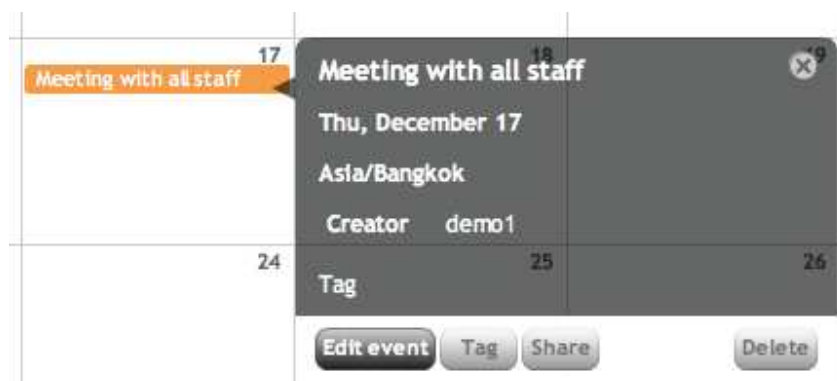 17 18 19
Meeting with all staff
Meeting with all staff
Thu, December 17
Asia/Bangkok
Creator demo1
24 25 26
Tag
Edit event Tag Share Delete